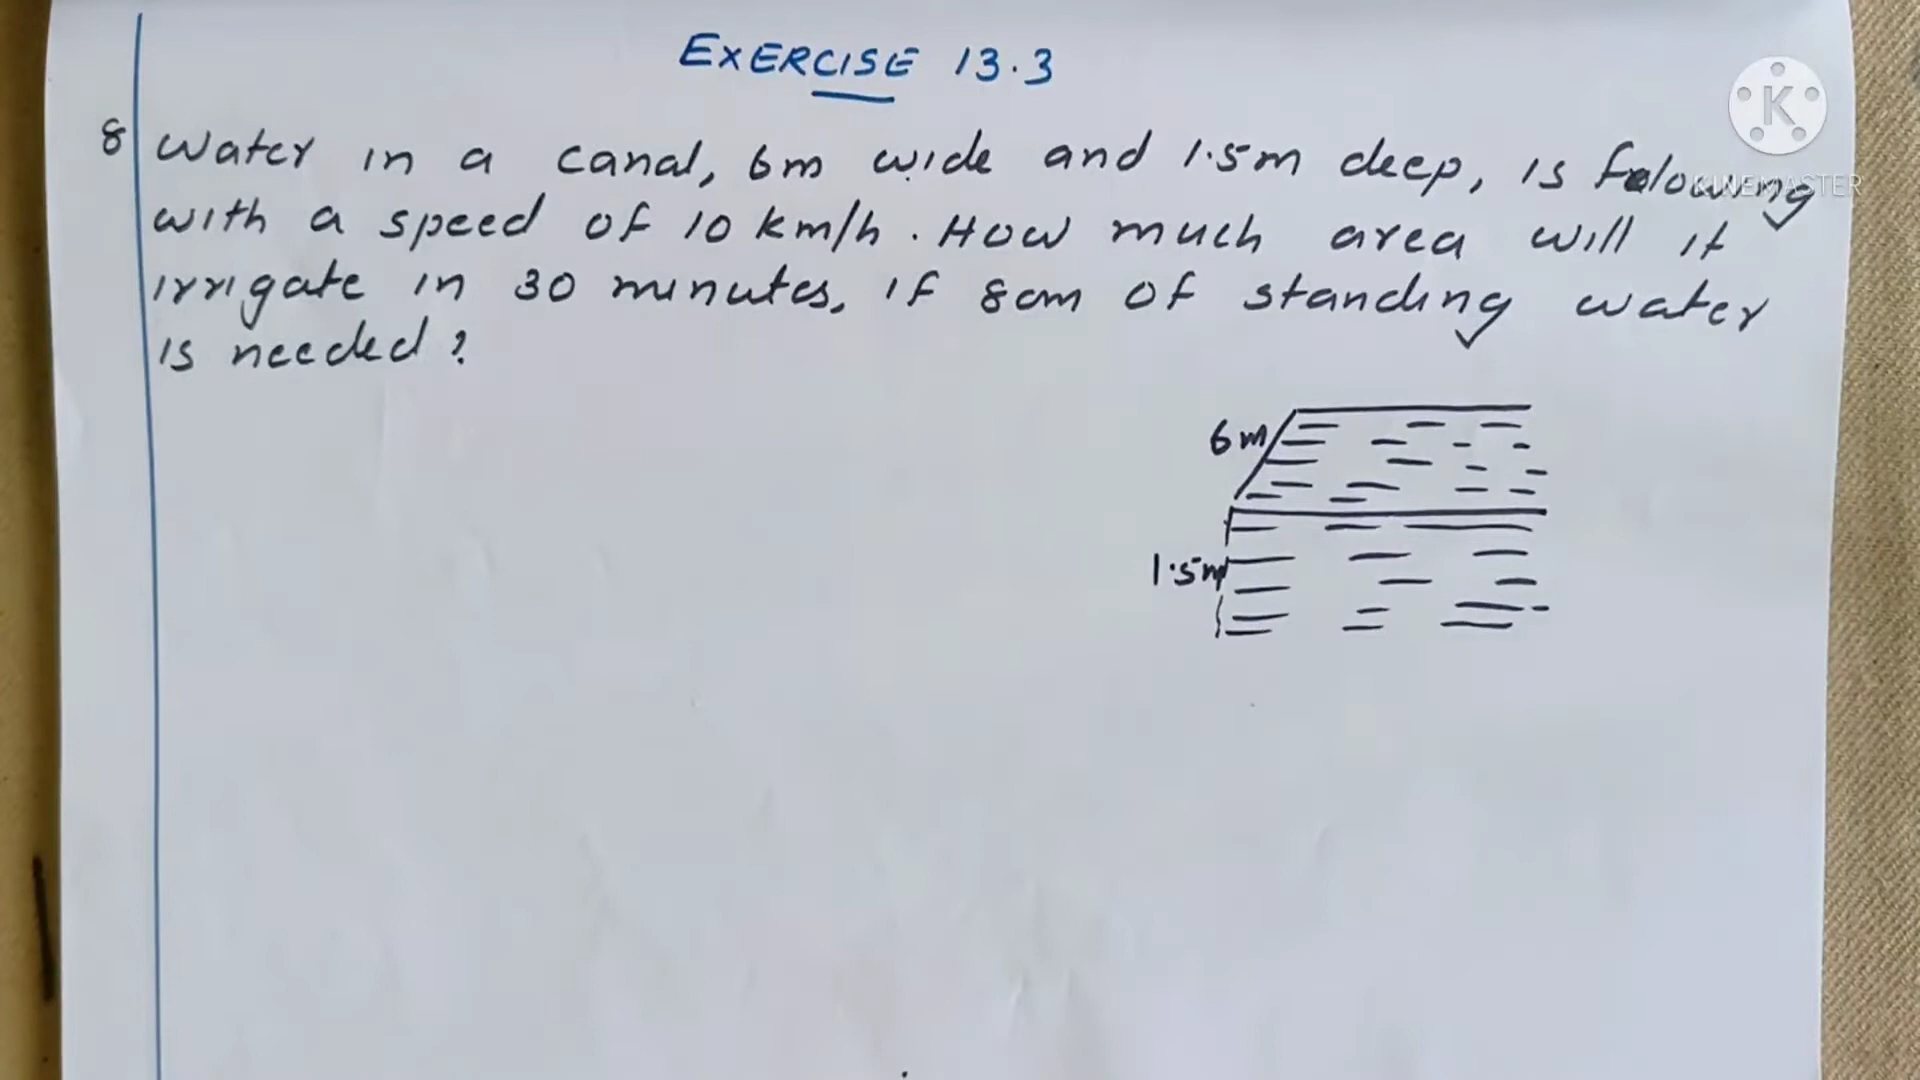 EXERCISE 13.3
8 Water in a canal, 6m wide and 1.5m deep, is folowing
with a speed of 10 km/h. How much area will it
irrigate in 30 minutes, if 8cm of standing water
is needed?
6m
1.5m
K
KINEMASTER